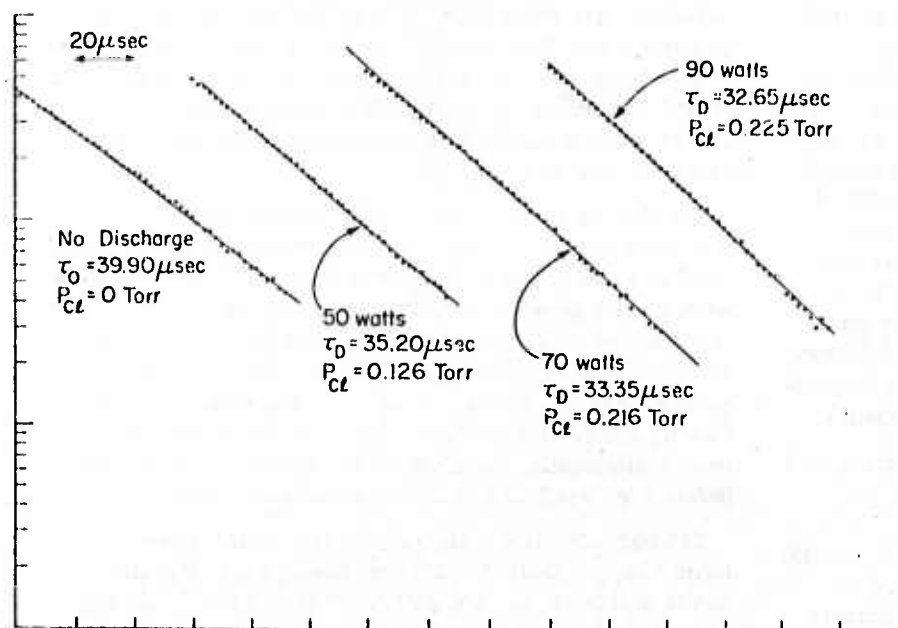 20μsec
90 watts
τD=32.65μsec
PCl=0.225 Torr
No Discharge
τO=39.90μsec
PCl=0 Torr
50 watts
τD=35.20μsec
PCl=0.126 Torr
70 watts
τD=33.35μsec
PCl=0.216 Torr